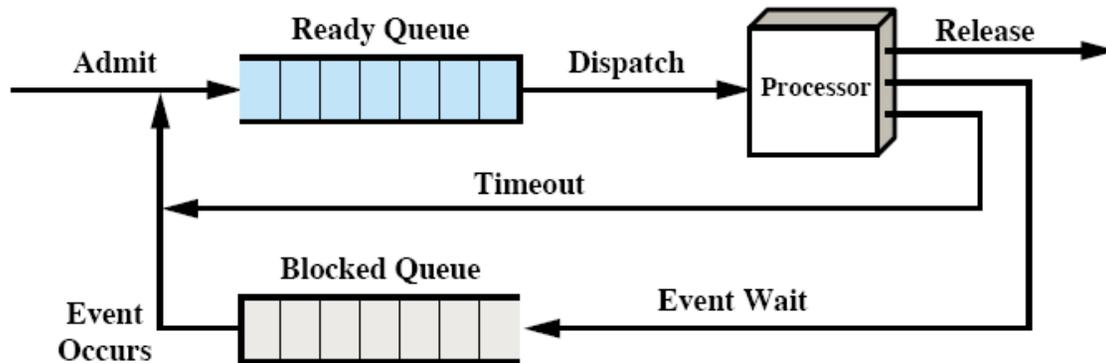 Ready Queue
Admit
Dispatch
Processor
Release
Timeout
Blocked Queue
Event Wait
Event
Occurs